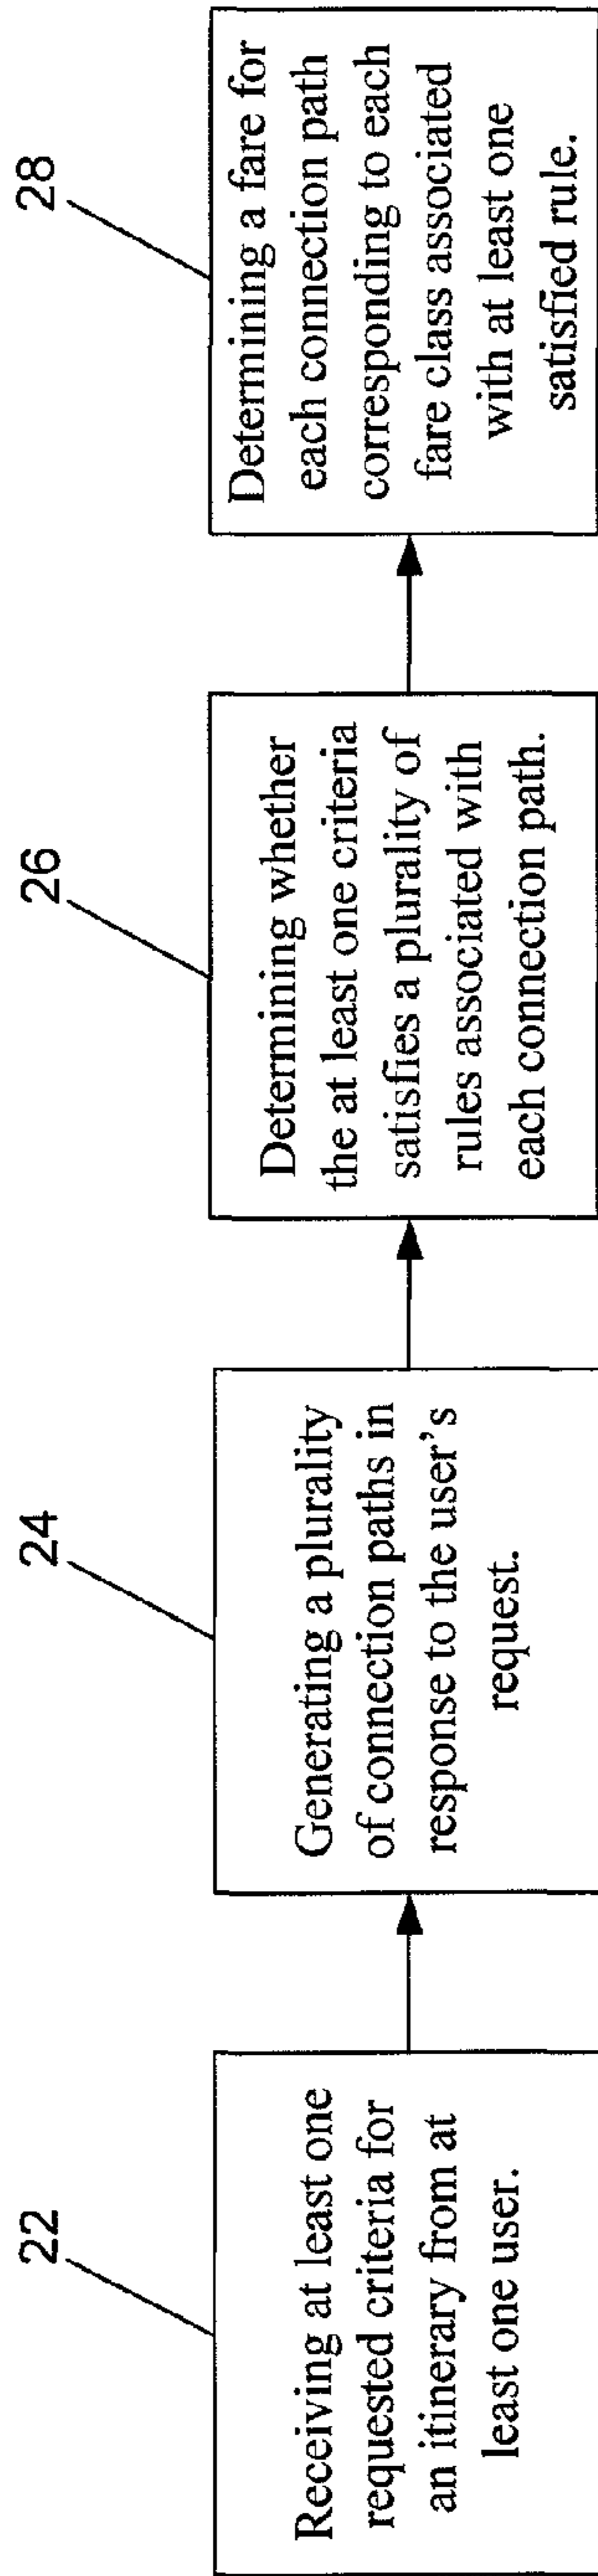 22
Receiving at least one
requested criteria for
an itinerary from at
least one user.
24
Generating a plurality
of connection paths in
response to the user's
request.
26
Determining whether
the at least one criteria
satisfies a plurality of
rules associated with
each connection path.
28
Determining a fare for
each connection path
corresponding to each
fare class associated
with at least one
satisfied rule.